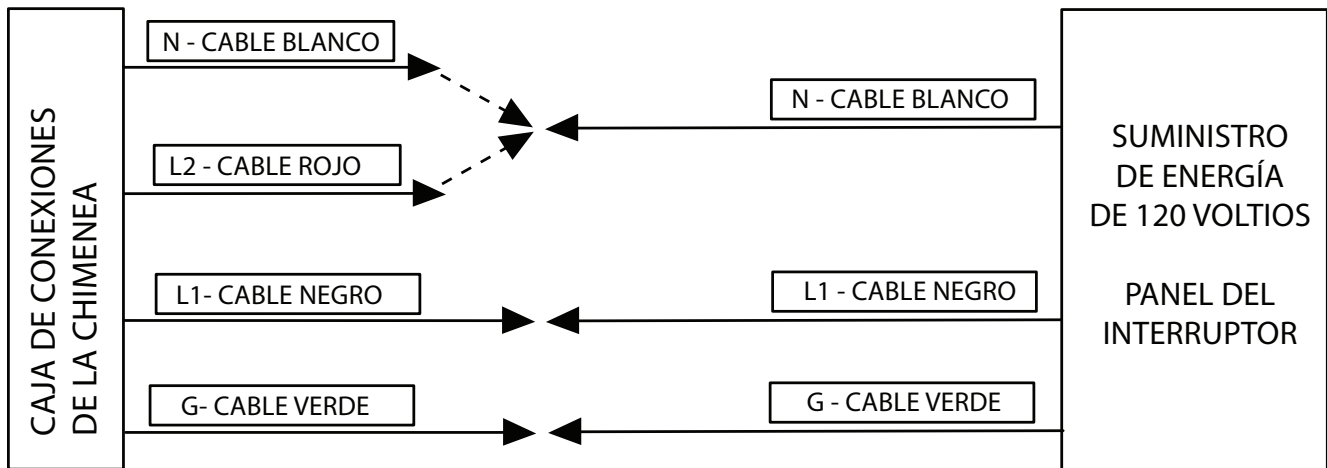 CAJA DE CONEXIONES
DE LA CHIMENEA
N - CABLE BLANCO
L2 - CABLE ROJO
L1- CABLE NEGRO
G- CABLE VERDE
N - CABLE BLANCO
L1 - CABLE NEGRO
G - CABLE VERDE
SUMINISTRO
DE ENERGÍA
DE 120 VOLTIOS
PANEL DEL
INTERRUPTOR